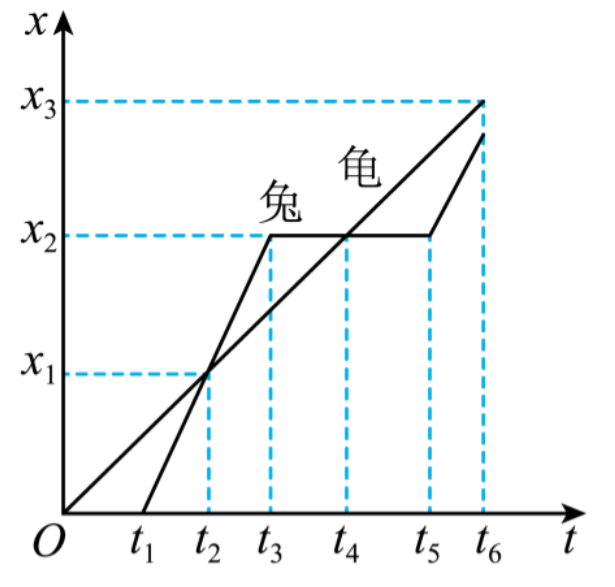 x
x₃
龟
兔
x₂
x₁
O t₁ t₂ t₃ t₄ t₅ t₆ t